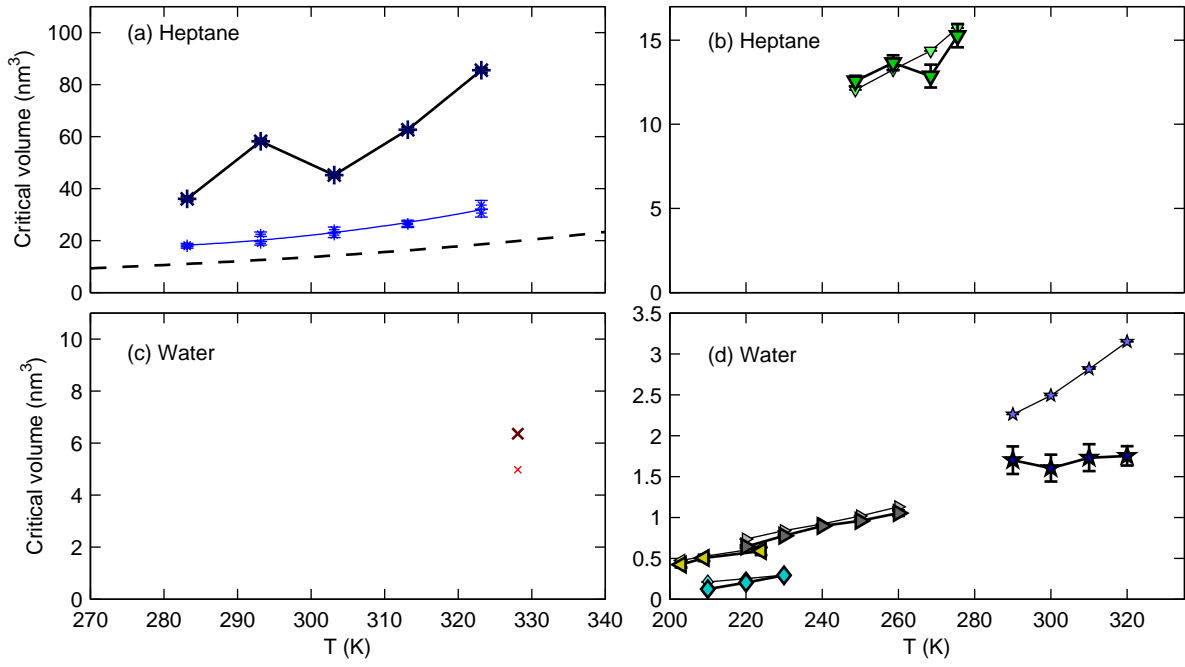 (a) Heptane
(b) Heptane
Critical volume (nm³)
100
80
60
40
20
0
15
10
5
0
(c) Water
(d) Water
Critical volume (nm³)
10
8
6
4
2
0
3.5
3
2.5
2
1.5
1
0.5
0
270 280 290 300 310 320 330 340
200 220 240 260 280 300 320
T (K)
T (K)